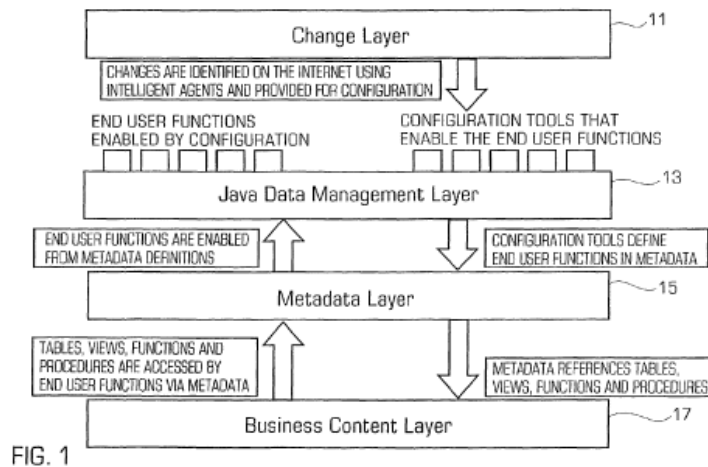 Change Layer
11
CHANGES ARE IDENTIFIED ON THE INTERNET USING
INTELLIGENT AGENTS AND PROVIDED FOR CONFIGURATION
END USER FUNCTIONS
ENABLED BY CONFIGURATION
CONFIGURATION TOOLS THAT
ENABLE THE END USER FUNCTIONS
Java Data Management Layer
13
END USER FUNCTIONS ARE ENABLED
FROM METADATA DEFINITIONS
CONFIGURATION TOOLS DEFINE
END USER FUNCTIONS IN METADATA
Metadata Layer
15
TABLES, VIEWS, FUNCTIONS AND
PROCEDURES ARE ACCESSED BY
END USER FUNCTIONS VIA METADATA
METADATA REFERENCES TABLES,
VIEWS, FUNCTIONS AND PROCEDURES
Business Content Layer
17
FIG. 1